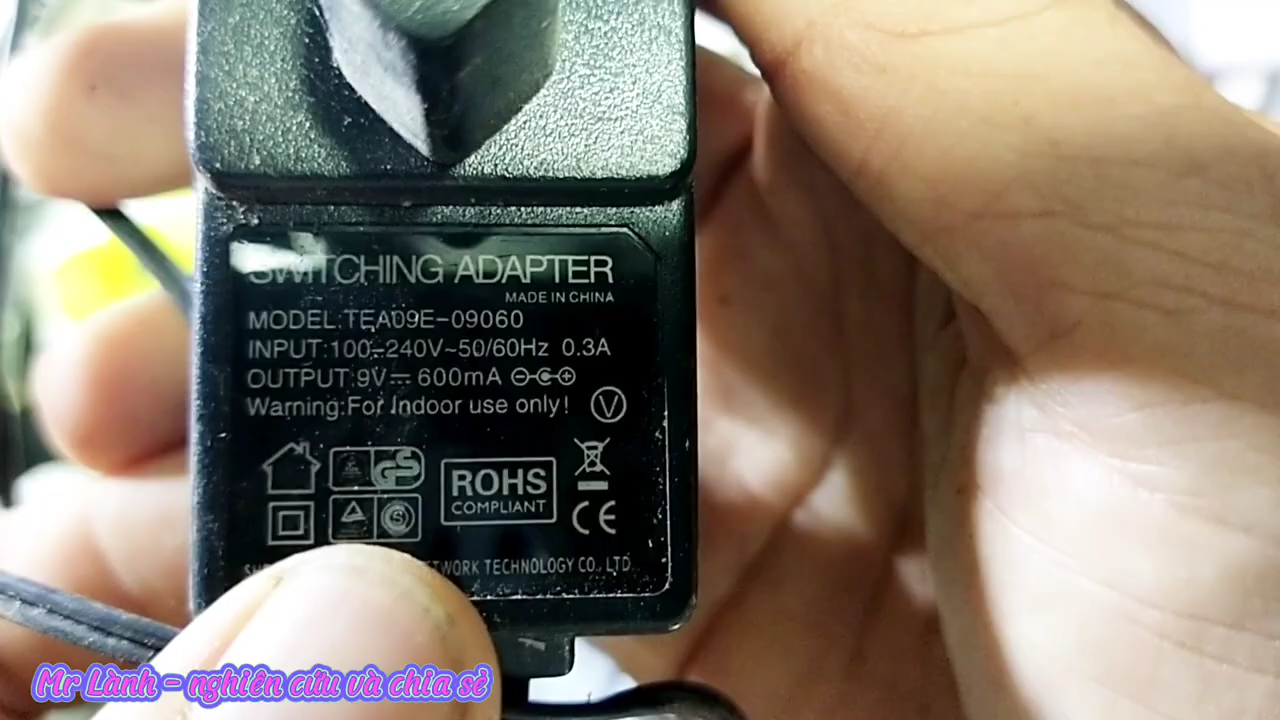 SWITCHING ADAPTER
MADE IN CHINA
MODEL:TEA09E-09060
INPUT:100-240V~50/60Hz 0.3A
OUTPUT:9V⎓600mA
Warning:For Indoor use only!
V
GS
S
ROHS
COMPLIANT
CE
TECHNOLOGY CO., LTD.
Mr Lành - nghiên cứu và chia sẻ